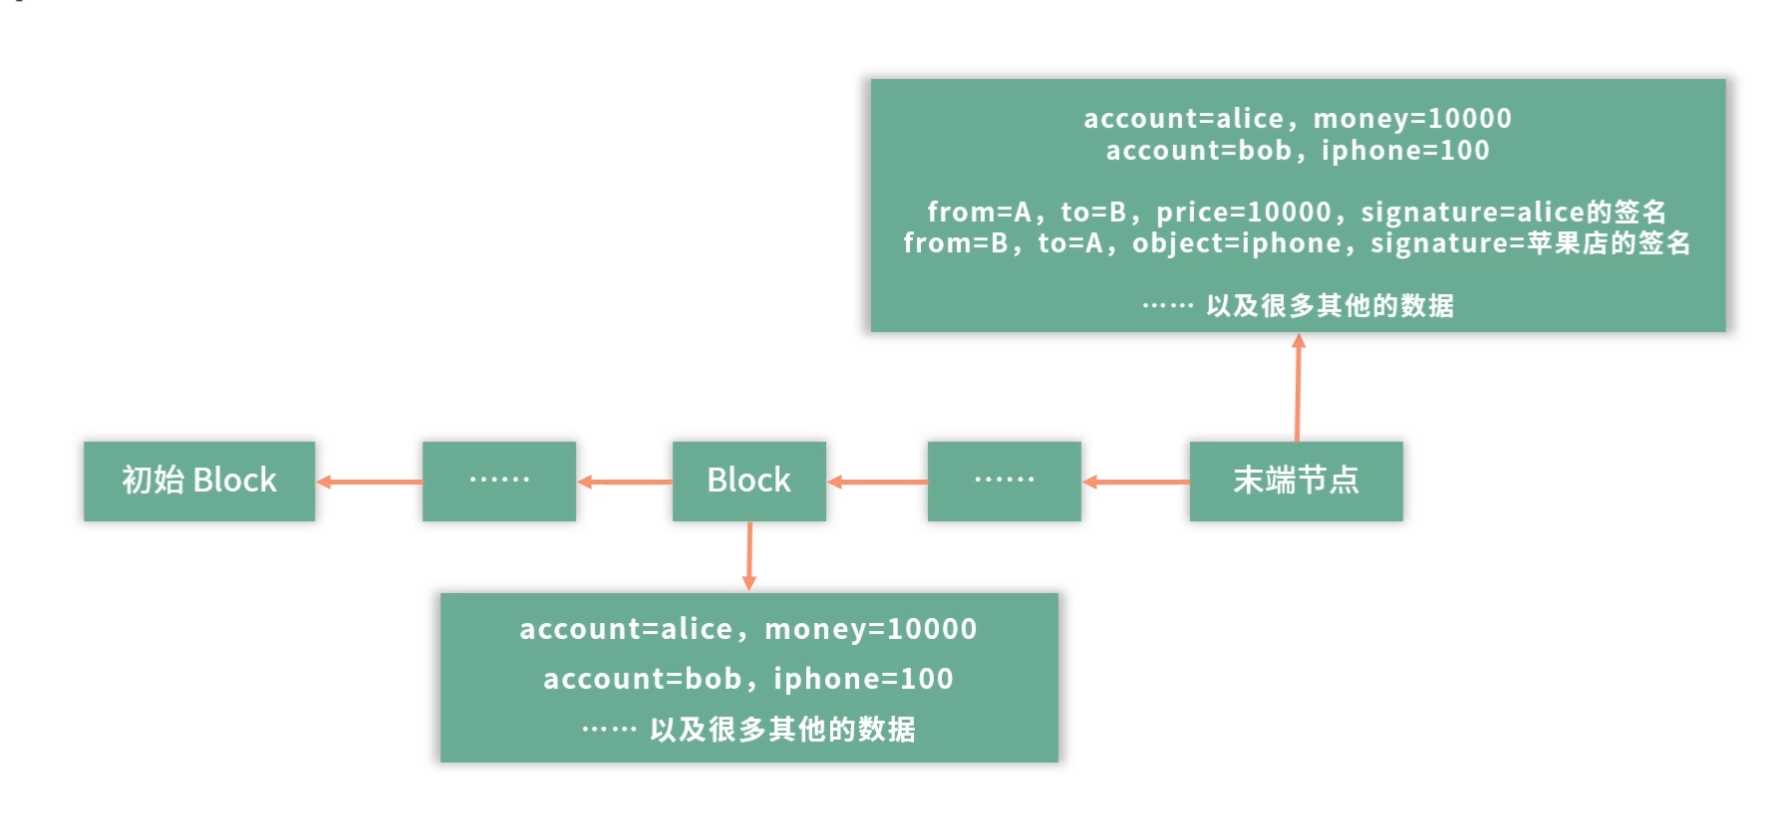 account=alice，money=10000
account=bob，iphone=100
from=A，to=B，price=10000，signature=alice的签名
from=B，to=A，object=iphone，signature=苹果店的签名
…… 以及很多其他的数据
初始 Block
……
Block
……
末端节点
account=alice，money=10000
account=bob，iphone=100
…… 以及很多其他的数据